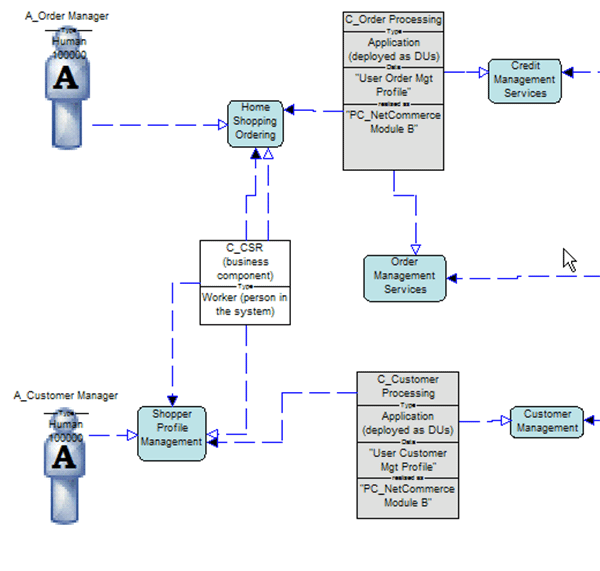 A_Order Manager
Type
Human
100000
A
Home
Shopping
Ordering
C_Order Processing
Type
Application
(deployed as DUs)
Data
"User Order Mgt
Profile"
realized as
"PC_NetCommerce
Module B"
Credit
Management
Services
C_CSR
(business
component)
Type
Worker (person in
the system)
Order
Management
Services
A_Customer Manager
Type
Human
100000
A
Shopper
Profile
Management
C_Customer
Processing
Type
Application
(deployed as DUs)
Data
"User Customer
Mgt Profile"
realized as
"PC_NetCommerce
Module B"
Customer
Management